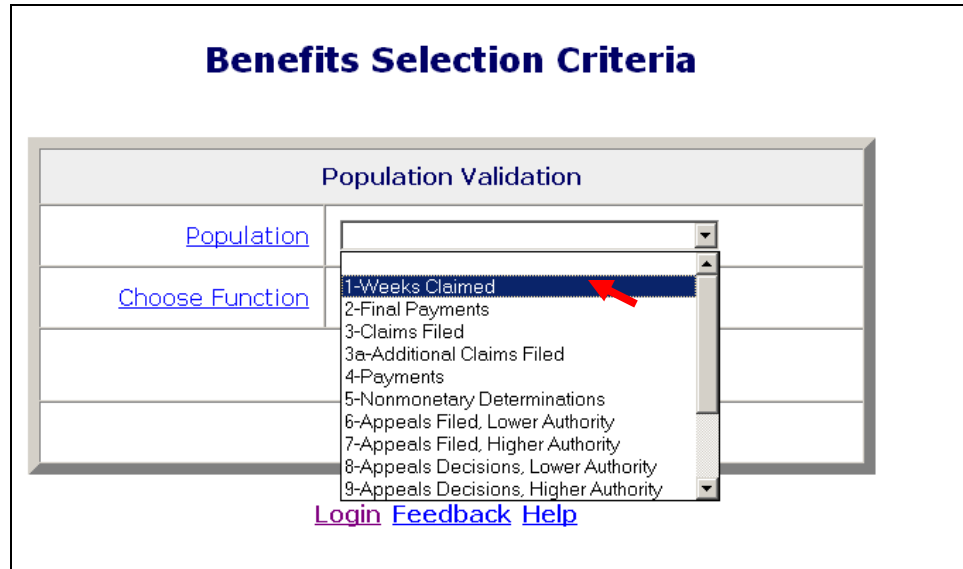 Benefits Selection Criteria
Population Validation
Population
Choose Function
1-Weeks Claimed
2-Final Payments
3-Claims Filed
3a-Additional Claims Filed
4-Payments
5-Nonmonetary Determinations
6-Appeals Filed, Lower Authority
7-Appeals Filed, Higher Authority
8-Appeals Decisions, Lower Authority
9-Appeals Decisions, Higher Authority
Login Feedback Help